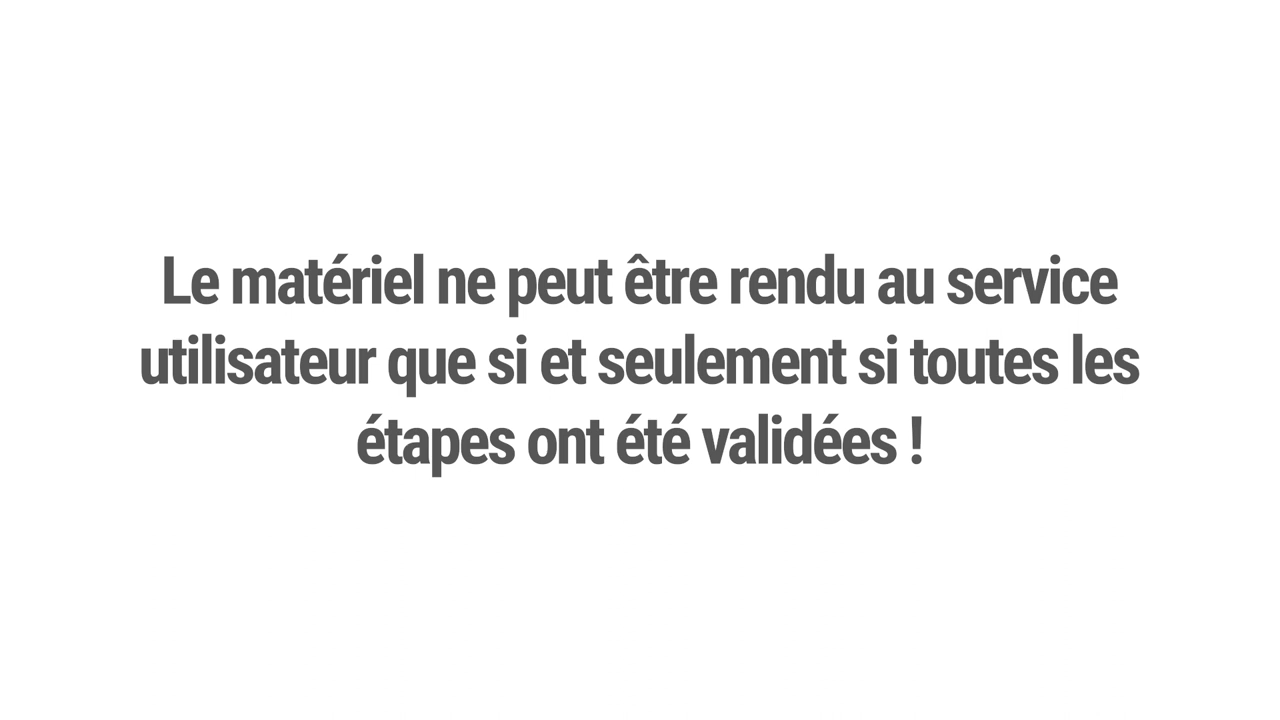 Le matériel ne peut être rendu au service
utilisateur que si et seulement si toutes les
étapes ont été validées !